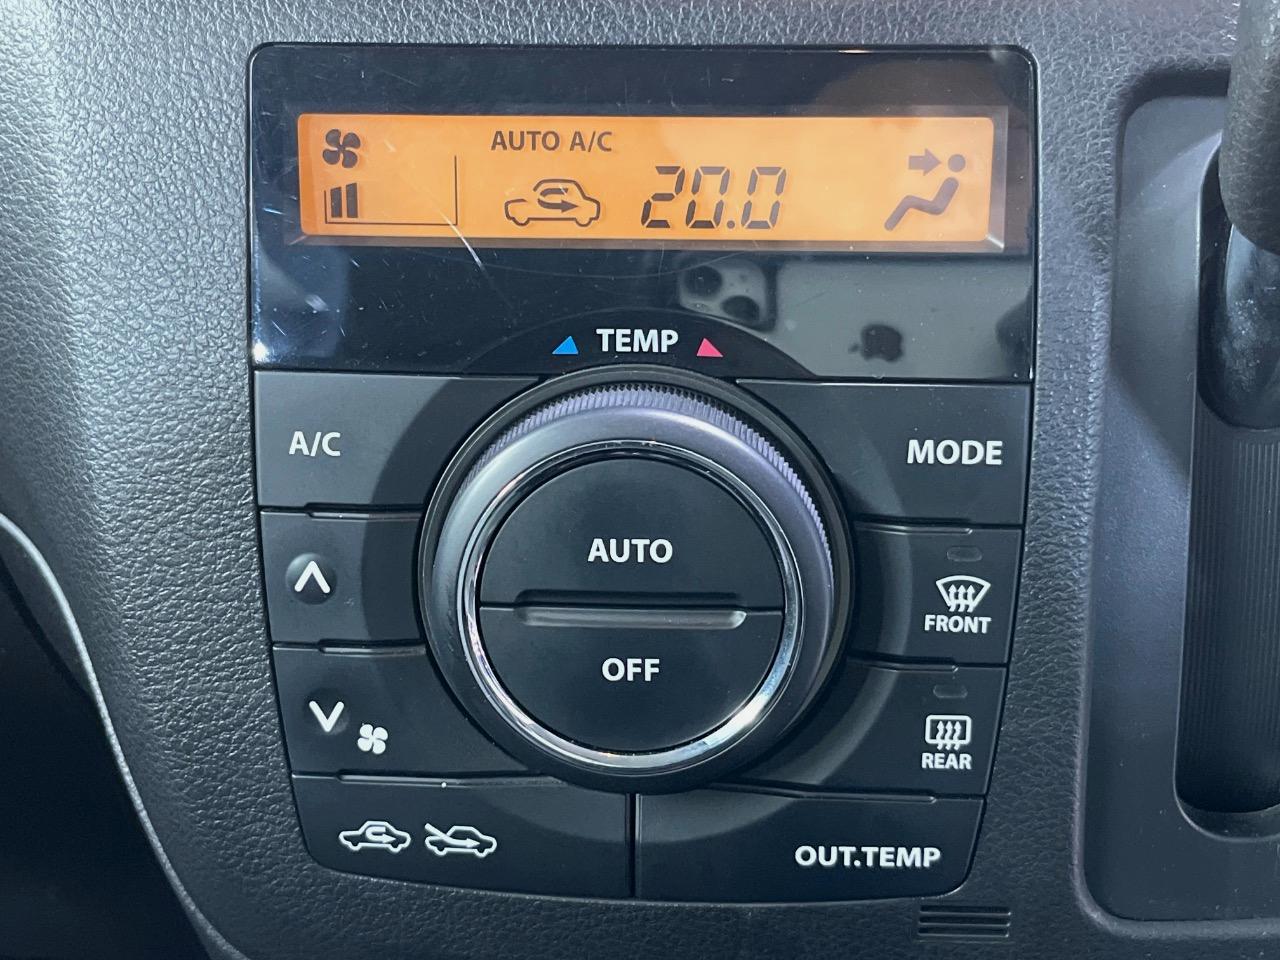 AUTO A/C
20.0
TEMP
A/C
MODE
AUTO
FRONT
OFF
REAR
OUT.TEMP